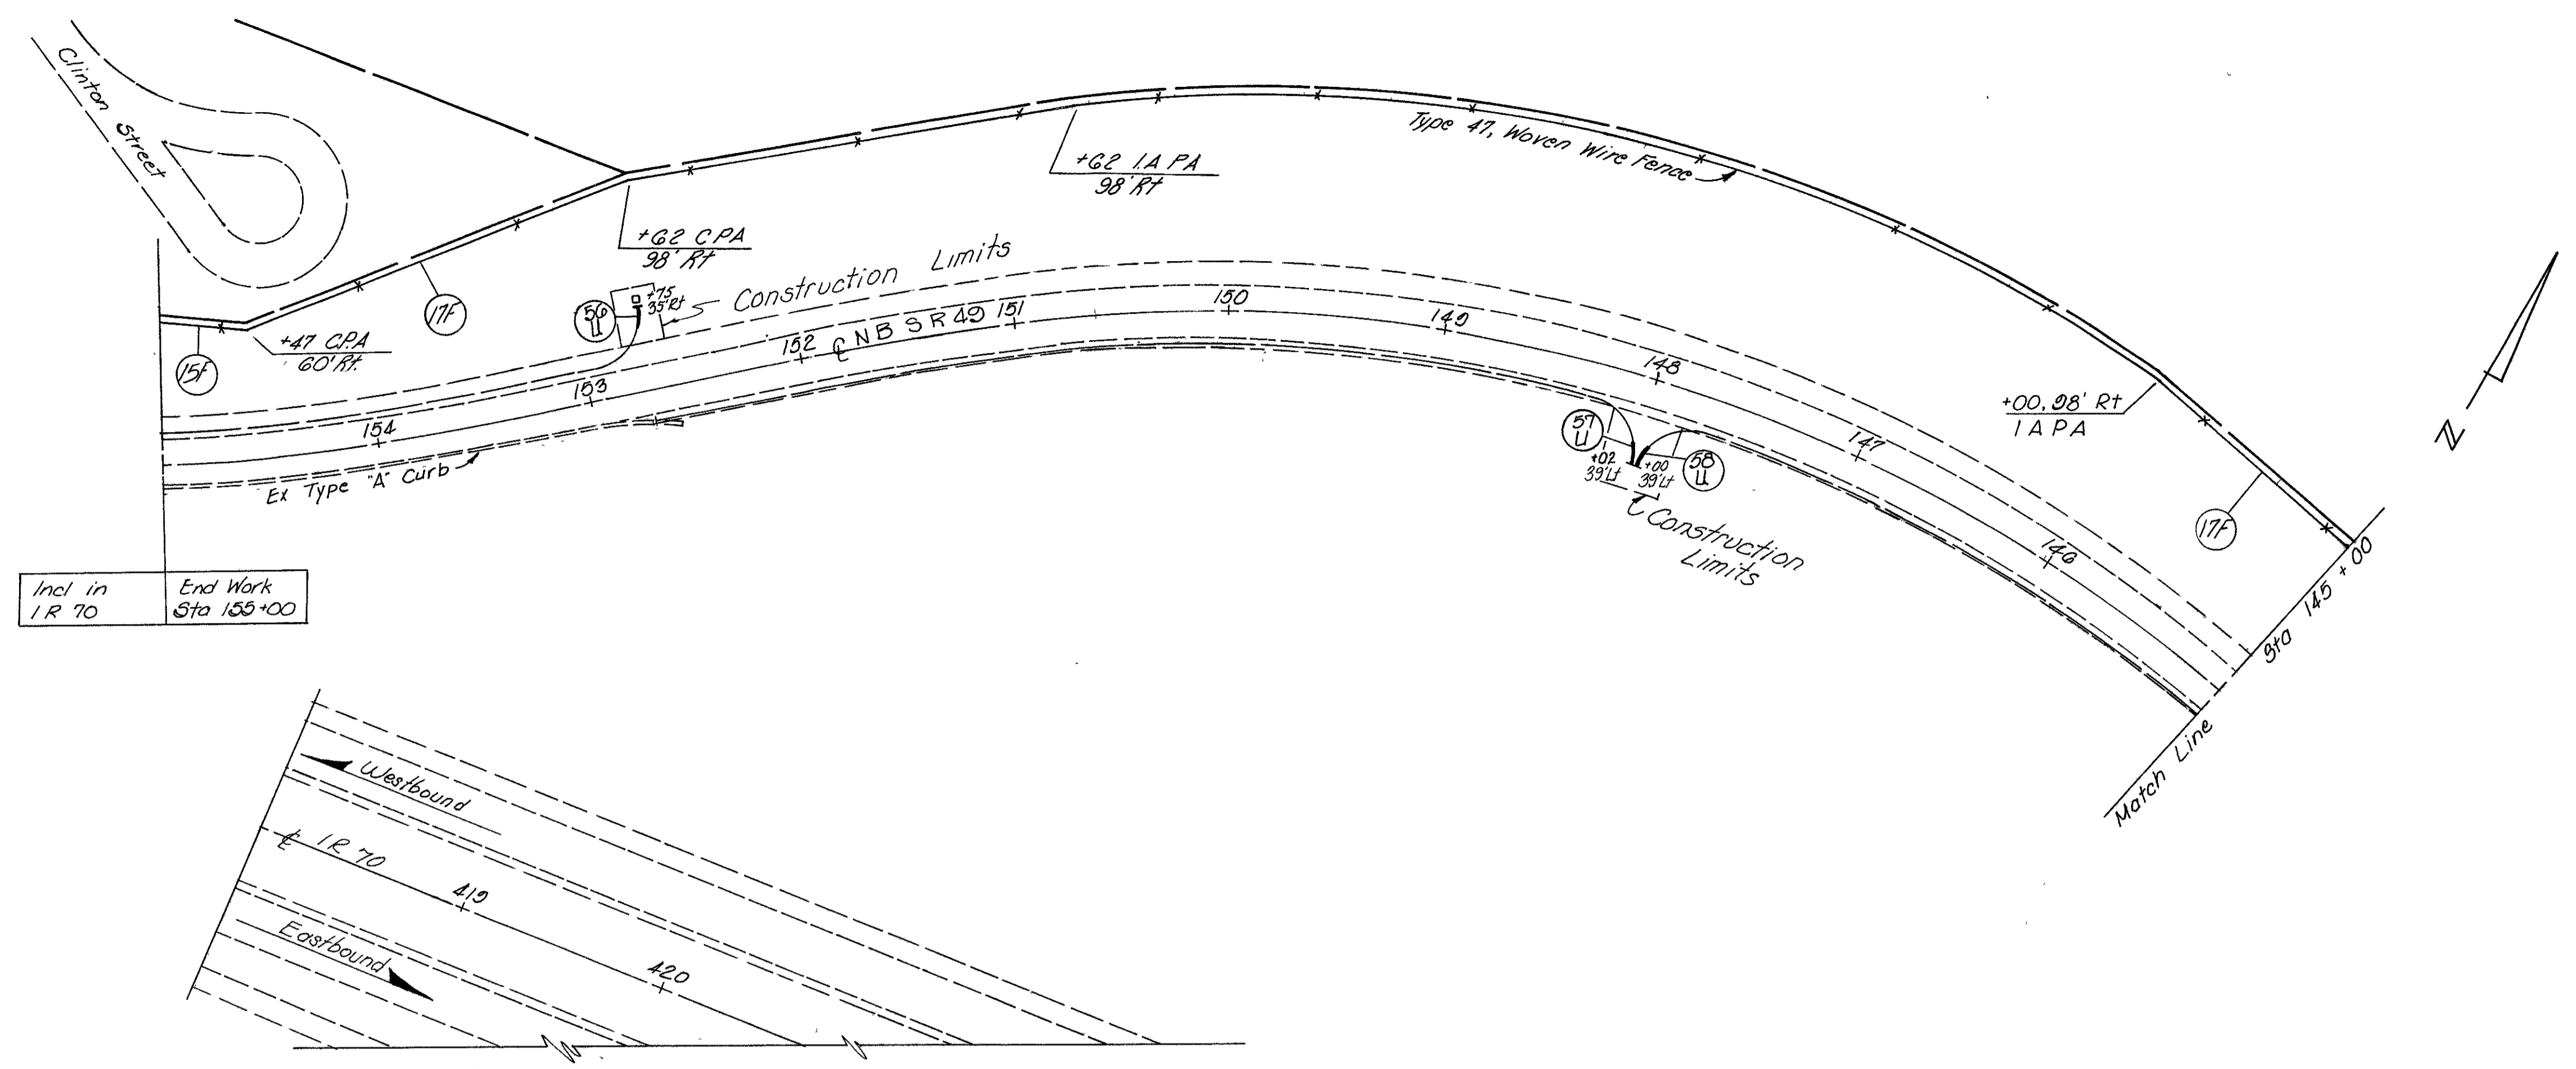 Clinton
Street
Type 47, Woven Wire Fence
+62 I.A PA
98' Rt
+62 C PA
98' Rt
Construction Limits
+75
35' Rt
56
U
17F
+47 C.P.A
60' Rt.
15F
154
153
152
℄ N B S R 49
151
150
149
148
147
146
Ex Type "A" Curb
57
U
+02
39' Lt
+00
39' Lt
58
U
Construction
Limits
+00, 98' Rt
I A PA
17F
N
Sta 145 + 00
Match Line
Incl in
I R 70
End Work
Sta 155+00
Westbound
℄ I R 70
419
420
Eastbound